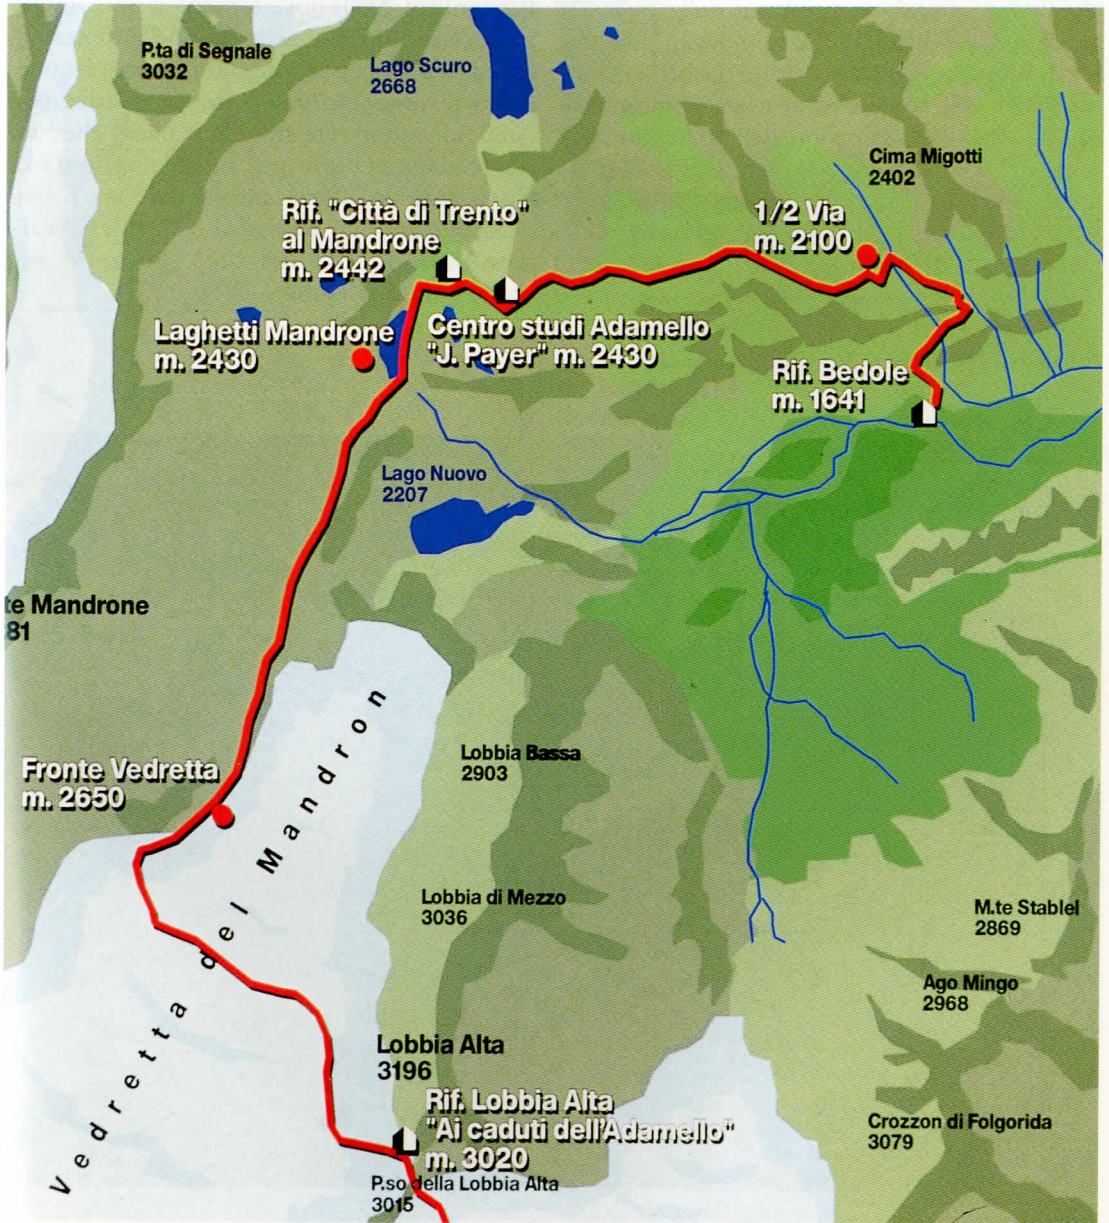 P.ta di Segnale
3032
Lago Scuro
2668
Cima Migotti
2402
Rif. "Città di Trento"
al Mandrone
m. 2442
1/2 Via
m. 2100
Laghetti Mandrone
m. 2430
Centro studi Adamello
"J. Payer" m. 2430
Rif. Bedole
m. 1641
Lago Nuovo
2207
te Mandrone
81
Vedretta del Mandron
Lobbia Bassa
2903
Fronte Vedretta
m. 2650
Lobbia di Mezzo
3036
M.te Stablel
2869
Ago Mingo
2968
Lobbia Alta
3196
Rif. Lobbia Alta
"Ai caduti dell'Adamello"
m. 3020
Crozzon di Folgorida
3079
P.so della Lobbia Alta
3015